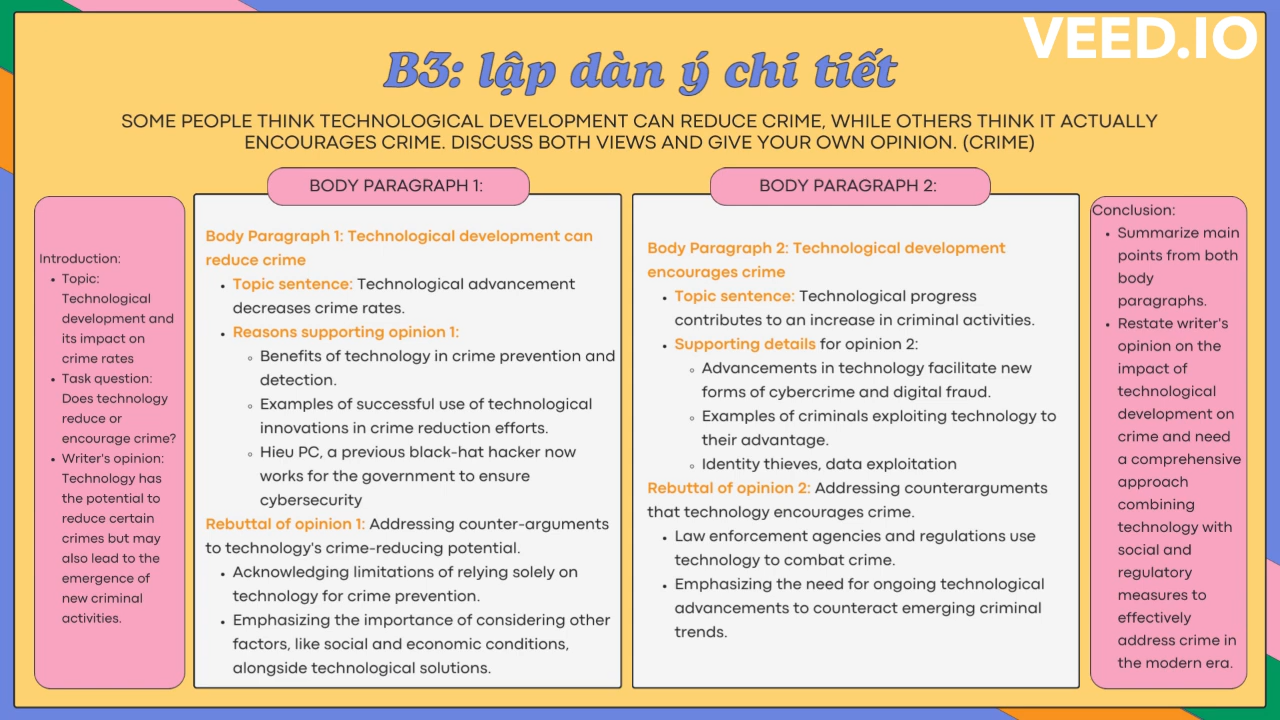 VEED.IO
B3: lập dàn ý chi tiết
SOME PEOPLE THINK TECHNOLOGICAL DEVELOPMENT CAN REDUCE CRIME, WHILE OTHERS THINK IT ACTUALLY
ENCOURAGES CRIME. DISCUSS BOTH VIEWS AND GIVE YOUR OWN OPINION. (CRIME)
Introduction:
• Topic:
Technological
development and
its impact on
crime rates
• Task question:
Does technology
reduce or
encourage crime?
• Writer's opinion:
Technology has
the potential to
reduce certain
crimes but may
also lead to the
emergence of
new criminal
activities.
BODY PARAGRAPH 1:
Body Paragraph 1: Technological development can
reduce crime
• Topic sentence: Technological advancement
decreases crime rates.
• Reasons supporting opinion 1:
◦ Benefits of technology in crime prevention and
detection.
◦ Examples of successful use of technological
innovations in crime reduction efforts.
◦ Hieu PC, a previous black-hat hacker now
works for the government to ensure
cybersecurity
Rebuttal of opinion 1: Addressing counter-arguments
to technology's crime-reducing potential.
• Acknowledging limitations of relying solely on
technology for crime prevention.
• Emphasizing the importance of considering other
factors, like social and economic conditions,
alongside technological solutions.
BODY PARAGRAPH 2:
Body Paragraph 2: Technological development
encourages crime
• Topic sentence: Technological progress
contributes to an increase in criminal activities.
• Supporting details for opinion 2:
◦ Advancements in technology facilitate new
forms of cybercrime and digital fraud.
◦ Examples of criminals exploiting technology to
their advantage.
◦ Identity thieves, data exploitation
Rebuttal of opinion 2: Addressing counterarguments
that technology encourages crime.
• Law enforcement agencies and regulations use
technology to combat crime.
• Emphasizing the need for ongoing technological
advancements to counteract emerging criminal
trends.
Conclusion:
• Summarize main
points from both
body
paragraphs.
• Restate writer's
opinion on the
impact of
technological
development on
crime and need
a comprehensive
approach
combining
technology with
social and
regulatory
measures to
effectively
address crime in
the modern era.